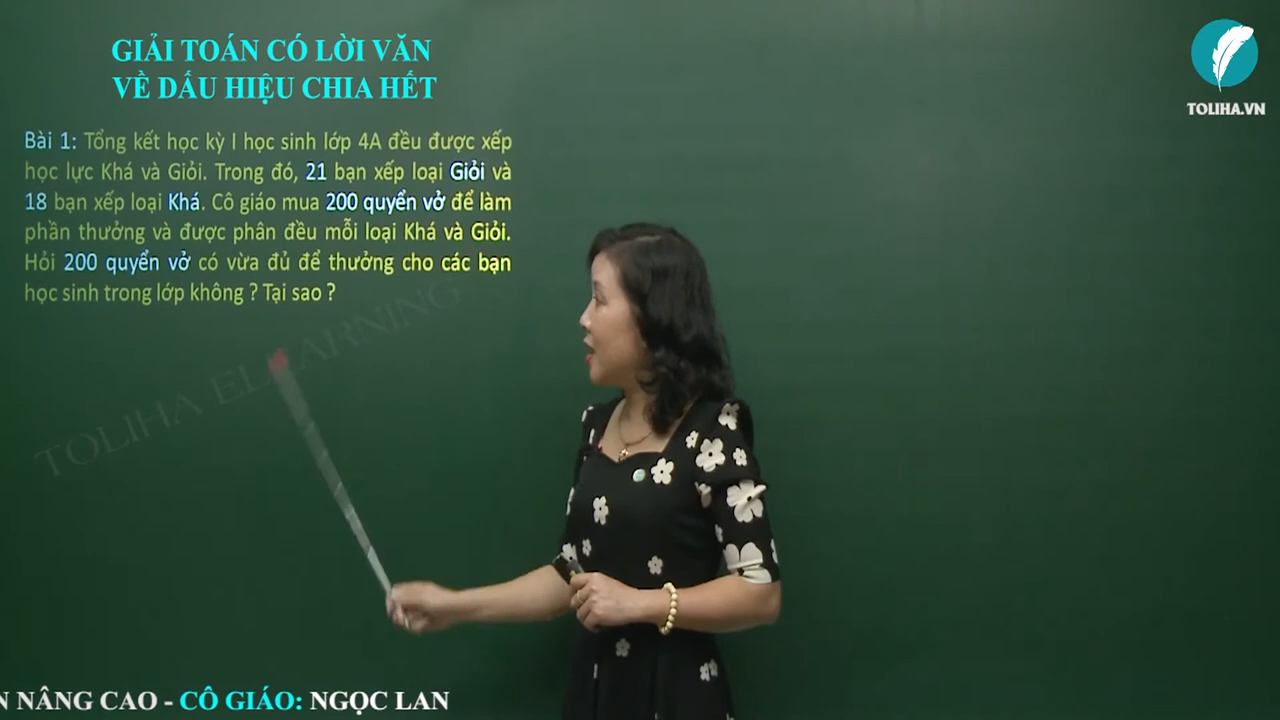 GIẢI TOÁN CÓ LỜI VĂN
VỀ DẤU HIỆU CHIA HẾT
TOLIHA.VN
Bài 1: Tổng kết học kỳ I học sinh lớp 4A đều được xếp
học lực Khá và Giỏi. Trong đó, 21 bạn xếp loại Giỏi và
18 bạn xếp loại Khá. Cô giáo mua 200 quyển vở để làm
phần thưởng và được phân đều mỗi loại Khá và Giỏi.
Hỏi 200 quyển vở có vừa đủ để thưởng cho các bạn
học sinh trong lớp không ? Tại sao ?
TOLIHA ELEARNING
N NÂNG CAO - CÔ GIÁO: NGỌC LAN